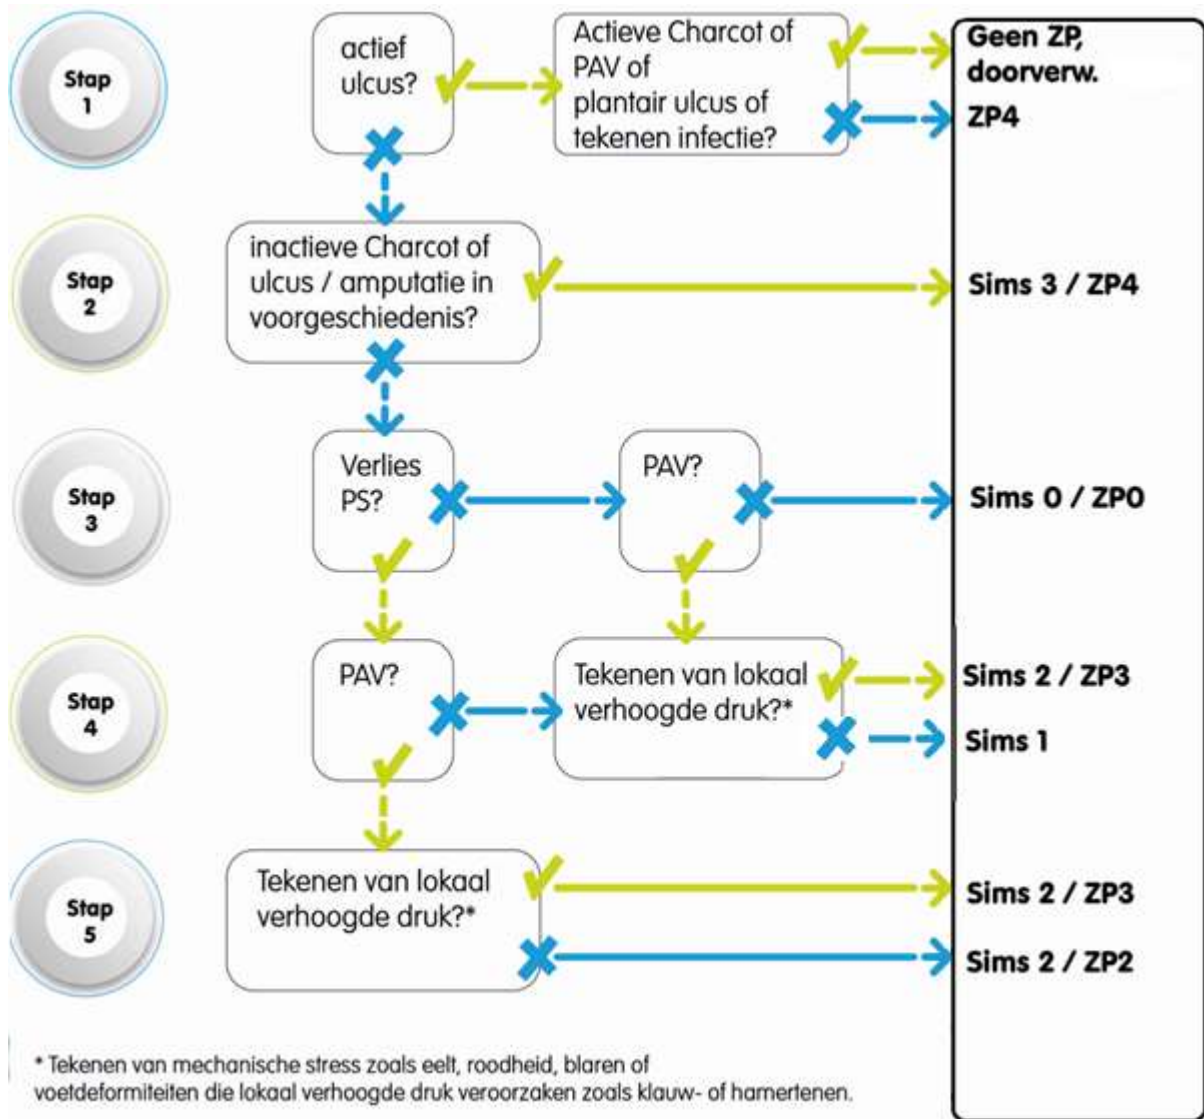 Stap
1
actief
ulcus?
Actieve Charcot of
PAV of
plantair ulcus of
tekenen infectie?
Geen ZP,
doorverw.
ZP4
Stap
2
inactieve Charcot of
ulcus / amputatie in
voorgeschiedenis?
Sims 3 / ZP4
Stap
3
Verlies
PS?
PAV?
Sims 0 / ZP0
Stap
4
PAV?
Tekenen van lokaal
verhoogde druk?*
Sims 2 / ZP3
Sims 1
Stap
5
Tekenen van lokaal
verhoogde druk?*
Sims 2 / ZP3
Sims 2 / ZP2
* Tekenen van mechanische stress zoals eelt, roodheid, blaren of
voetdeformiteiten die lokaal verhoogde druk veroorzaken zoals klauw- of hamertenen.